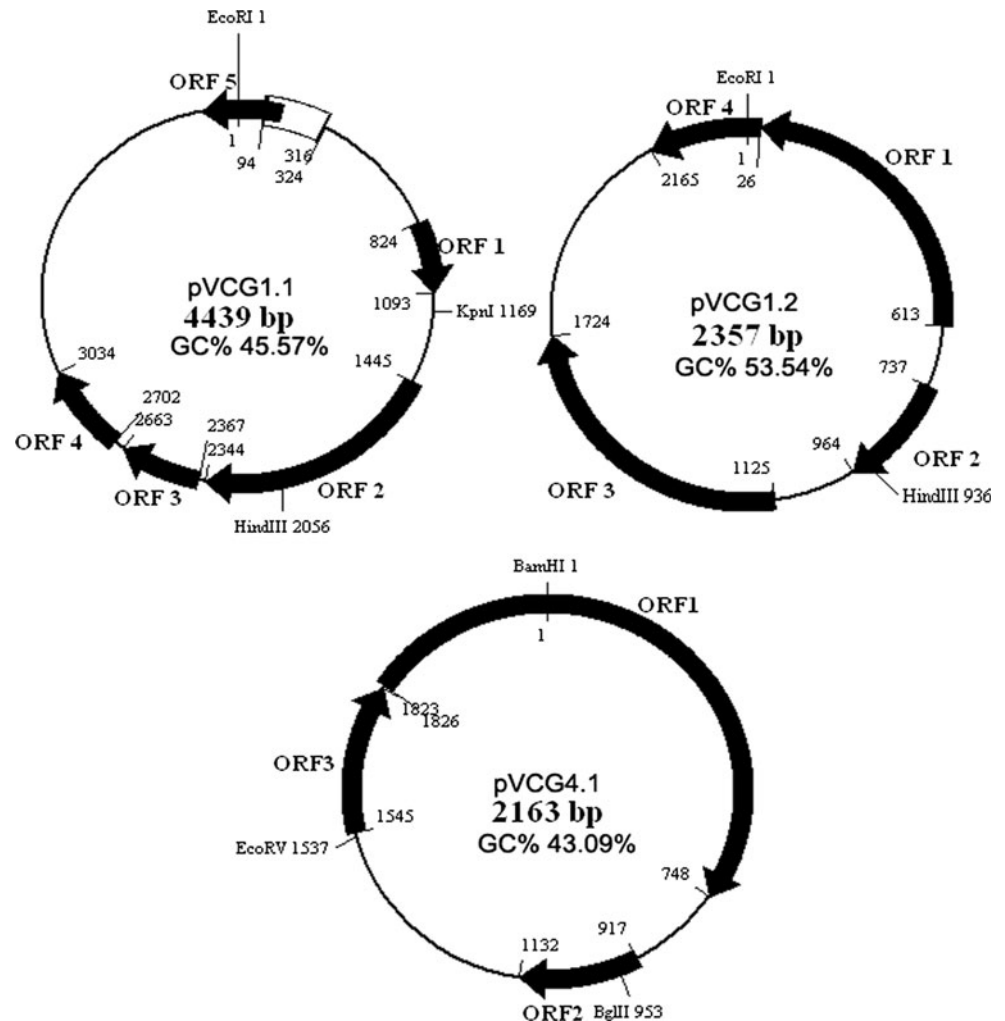 EcoRI 1
ORF 5
1
94
316
324
824
ORF 1
1093
KpnI 1169
pVCG1.1
4439 bp
GC% 45.57%
1445
3034
2702
2663
2367
2344
ORF 4
ORF 3
ORF 2
HindIII 2056
EcoRI 1
ORF 4
1
26
2165
ORF 1
613
pVCG1.2
2357 bp
GC% 53.54%
1724
737
964
1125
ORF 2
HindIII 936
ORF 3
BamHI 1
1
ORF1
1823
1826
ORF3
pVCG4.1
2163 bp
GC% 43.09%
1545
EcoRV 1537
748
917
1132
ORF2
BglII 953